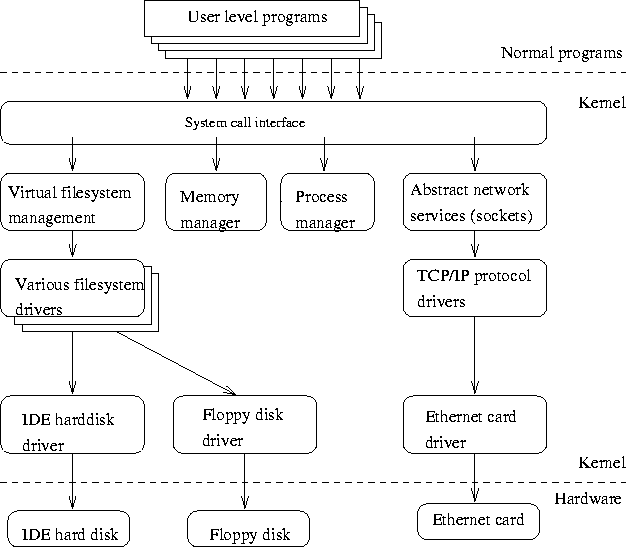 User level programs
Normal programs
Kernel
System call interface
Virtual filesystem
management
Memory
manager
Process
manager
Abstract network
services (sockets)
Various filesystem
drivers
TCP/IP protocol
drivers
IDE harddisk
driver
Floppy disk
driver
Ethernet card
driver
Kernel
Hardware
IDE hard disk
Floppy disk
Ethernet card